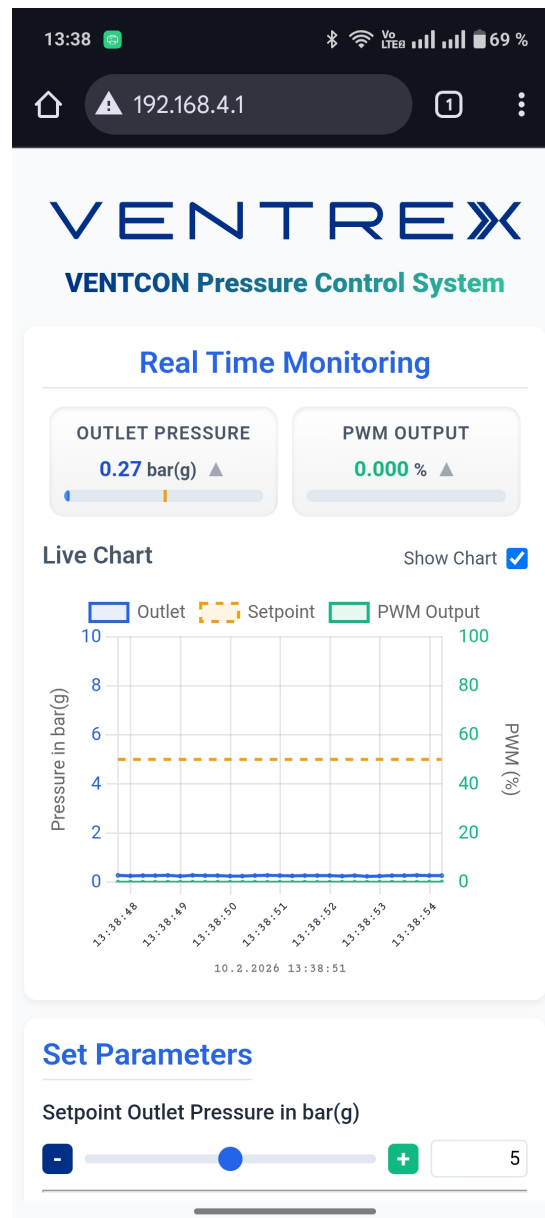 13:38 Vo LTE2 69 %
192.168.4.1 1
VENTREX
VENTCON Pressure Control System
Real Time Monitoring
OUTLET PRESSURE
0.27 bar(g) ▲
PWM OUTPUT
0.000 % ▲
Live Chart
Show Chart
Outlet Setpoint PWM Output
Pressure in bar(g)
10
8
6
4
2
0
100
80
60
40
20
0
PWM (%)
13:38:48
13:38:49
13:38:50
13:38:51
13:38:52
13:38:53
13:38:54
10.2.2026 13:38:51
Set Parameters
Setpoint Outlet Pressure in bar(g)
- + 5